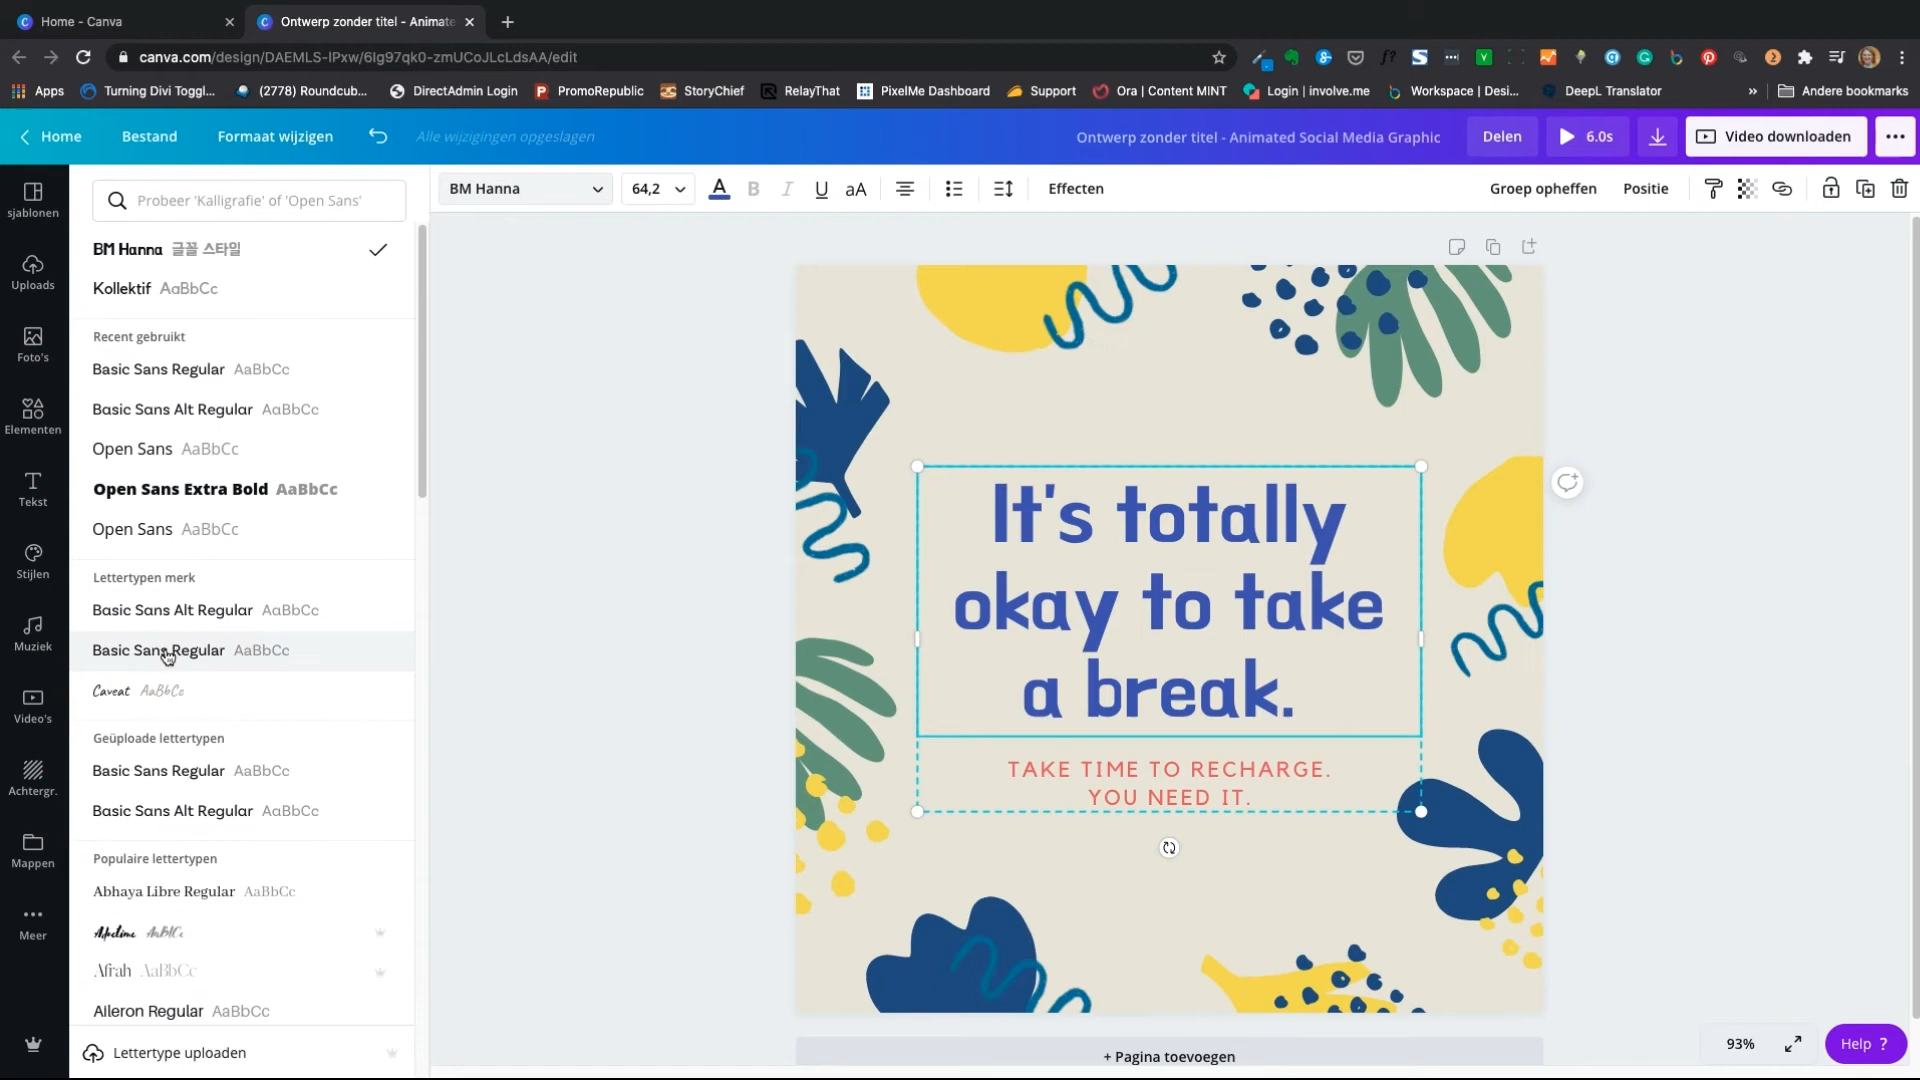 Home - Canva
Ontwerp zonder titel - Animate
canva.com/design/DAEMLS-IPxw/6Ig97qk0-zmUCoJLcLdsAA/edit
Apps
Turning Divi Toggl...
(2778) Roundcub...
DirectAdmin Login
PromoRepublic
StoryChief
RelayThat
PixelMe Dashboard
Support
Ora | Content MINT
Login | involve.me
Workspace | Desi...
DeepL Translator
»
Andere bookmarks
Home
Bestand
Formaat wijzigen
Alle wijzigingen opgeslagen
Ontwerp zonder titel - Animated Social Media Graphic
Delen
6.0s
Video downloaden
sjablonen
Uploads
Foto's
Elementen
Tekst
Stijlen
Muziek
Video's
Achtergr.
Mappen
Meer
Probeer 'Kalligrafie' of 'Open Sans'
BM Hanna 글꼴 스타일
Kollektif AaBbCc
Recent gebruikt
Basic Sans Regular AaBbCc
Basic Sans Alt Regular AaBbCc
Open Sans AaBbCc
Open Sans Extra Bold AaBbCc
Open Sans AaBbCc
Lettertypen merk
Basic Sans Alt Regular AaBbCc
Basic Sans Regular AaBbCc
Caveat AaBbCc
Geüploade lettertypen
Basic Sans Regular AaBbCc
Basic Sans Alt Regular AaBbCc
Populaire lettertypen
Abhaya Libre Regular AaBbCc
Adeline AaBbCc
Afrah AaBbCc
Aileron Regular AaBbCc
Lettertype uploaden
BM Hanna
64,2
A
B
I
U
aA
Effecten
Groep opheffen
Positie
It's totally
okay to take
a break.
TAKE TIME TO RECHARGE.
YOU NEED IT.
+ Pagina toevoegen
93%
Help ?